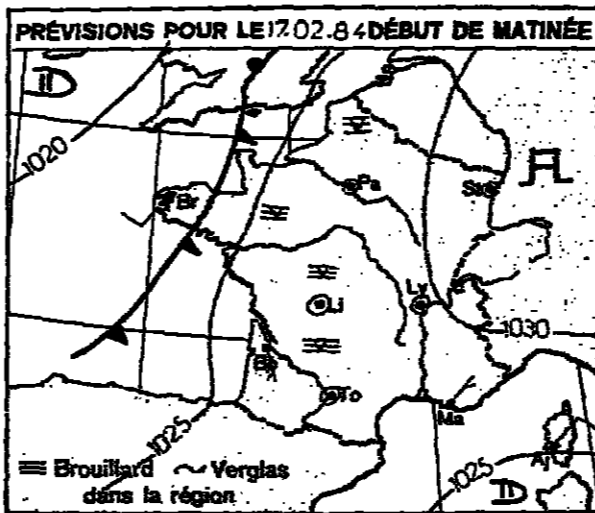 PRÉVISIONS POUR LE 17.02.84 DÉBUT DE MATINÉE
D
1020
A
Pa
Br
Li
Ly
1030
To
Ma
1025
Aj
1025
D
Brouillard Verglas
dans la région